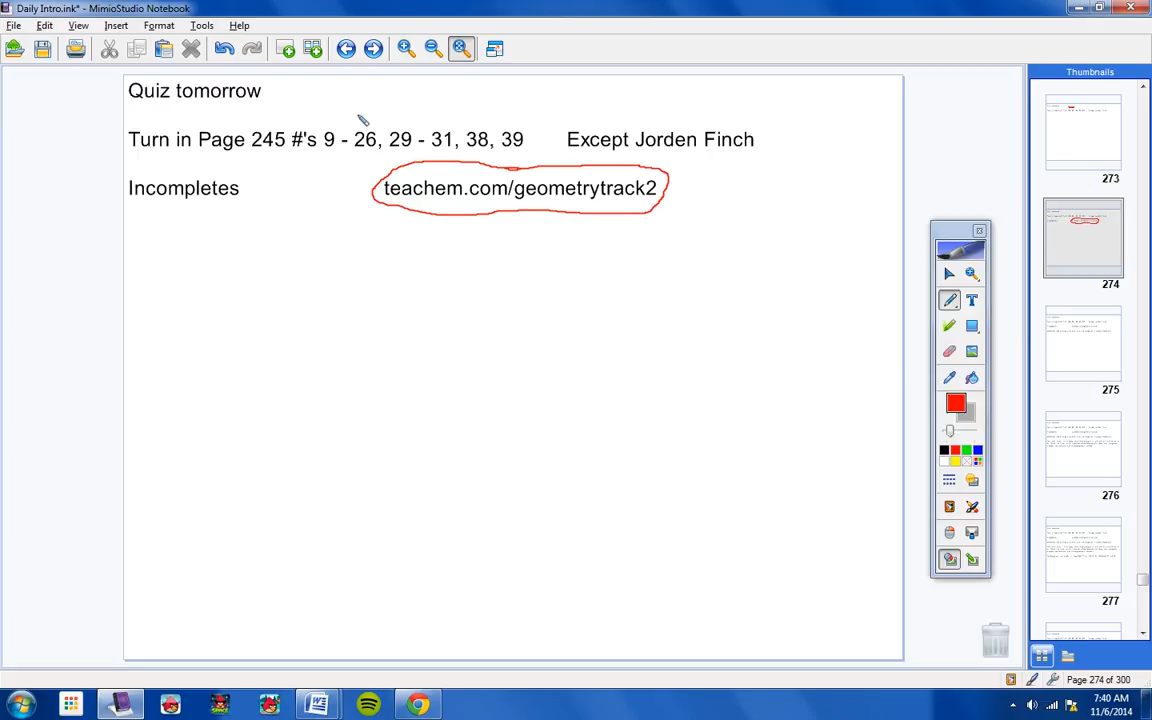 Daily Intro.ink* - MimioStudio Notebook
File Edit View Insert Format Tools Help
Quiz tomorrow
Turn in Page 245 #'s 9 - 26, 29 - 31, 38, 39 Except Jorden Finch
Incompletes teachem.com/geometrytrack2
Thumbnails
273
274
275
276
277
Page 274 of 300
7:40 AM
11/6/2014